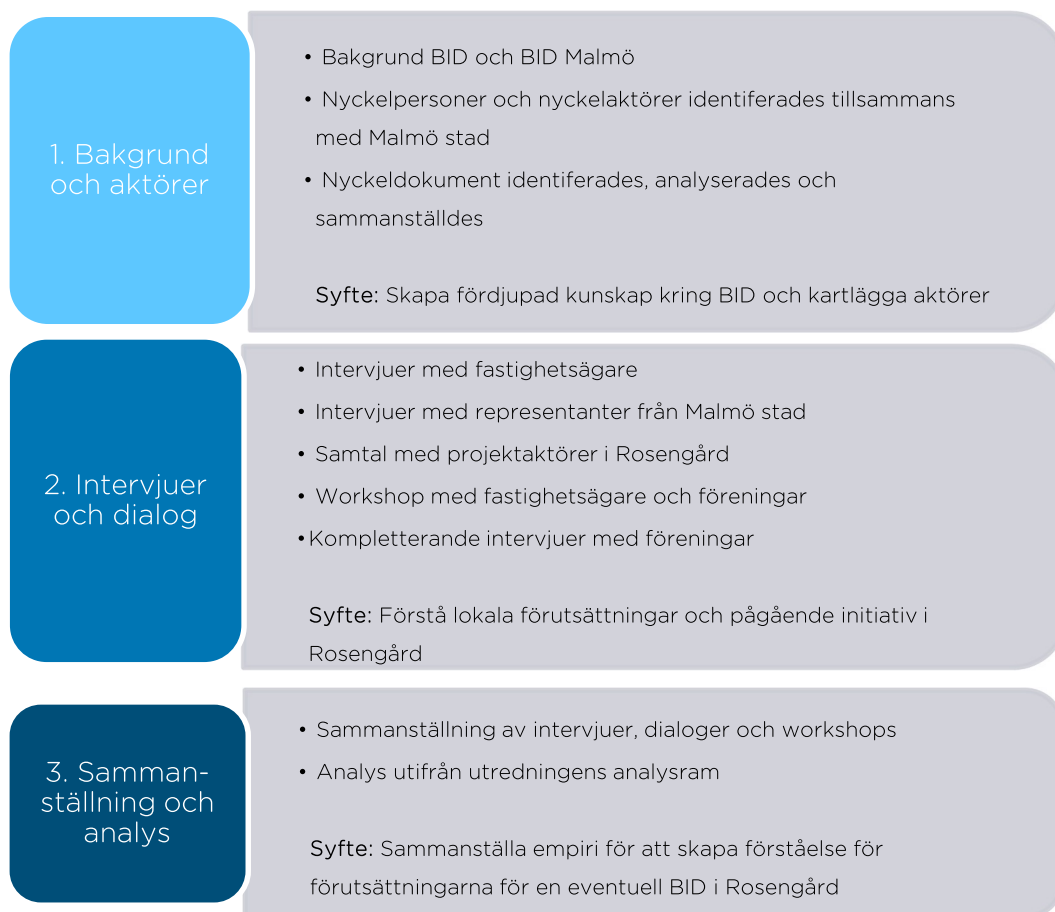 1. Bakgrund
och aktörer
• Bakgrund BID och BID Malmö
• Nyckelpersoner och nyckelaktörer identiferades tillsammans
med Malmö stad
• Nyckeldokument identiferades, analyserades och
sammanställdes
Syfte: Skapa fördjupad kunskap kring BID och kartlägga aktörer
2. Intervjuer
och dialog
• Intervjuer med fastighetsägare
• Intervjuer med representanter från Malmö stad
• Samtal med projektaktörer i Rosengård
• Workshop med fastighetsägare och föreningar
• Kompletterande intervjuer med föreningar
Syfte: Förstå lokala förutsättningar och pågående initiativ i
Rosengård
3. Samman-
ställning och
analys
• Sammanställning av intervjuer, dialoger och workshops
• Analys utifrån utredningens analysram
Syfte: Sammanställa empiri för att skapa förståelse för
förutsättningarna för en eventuell BID i Rosengård